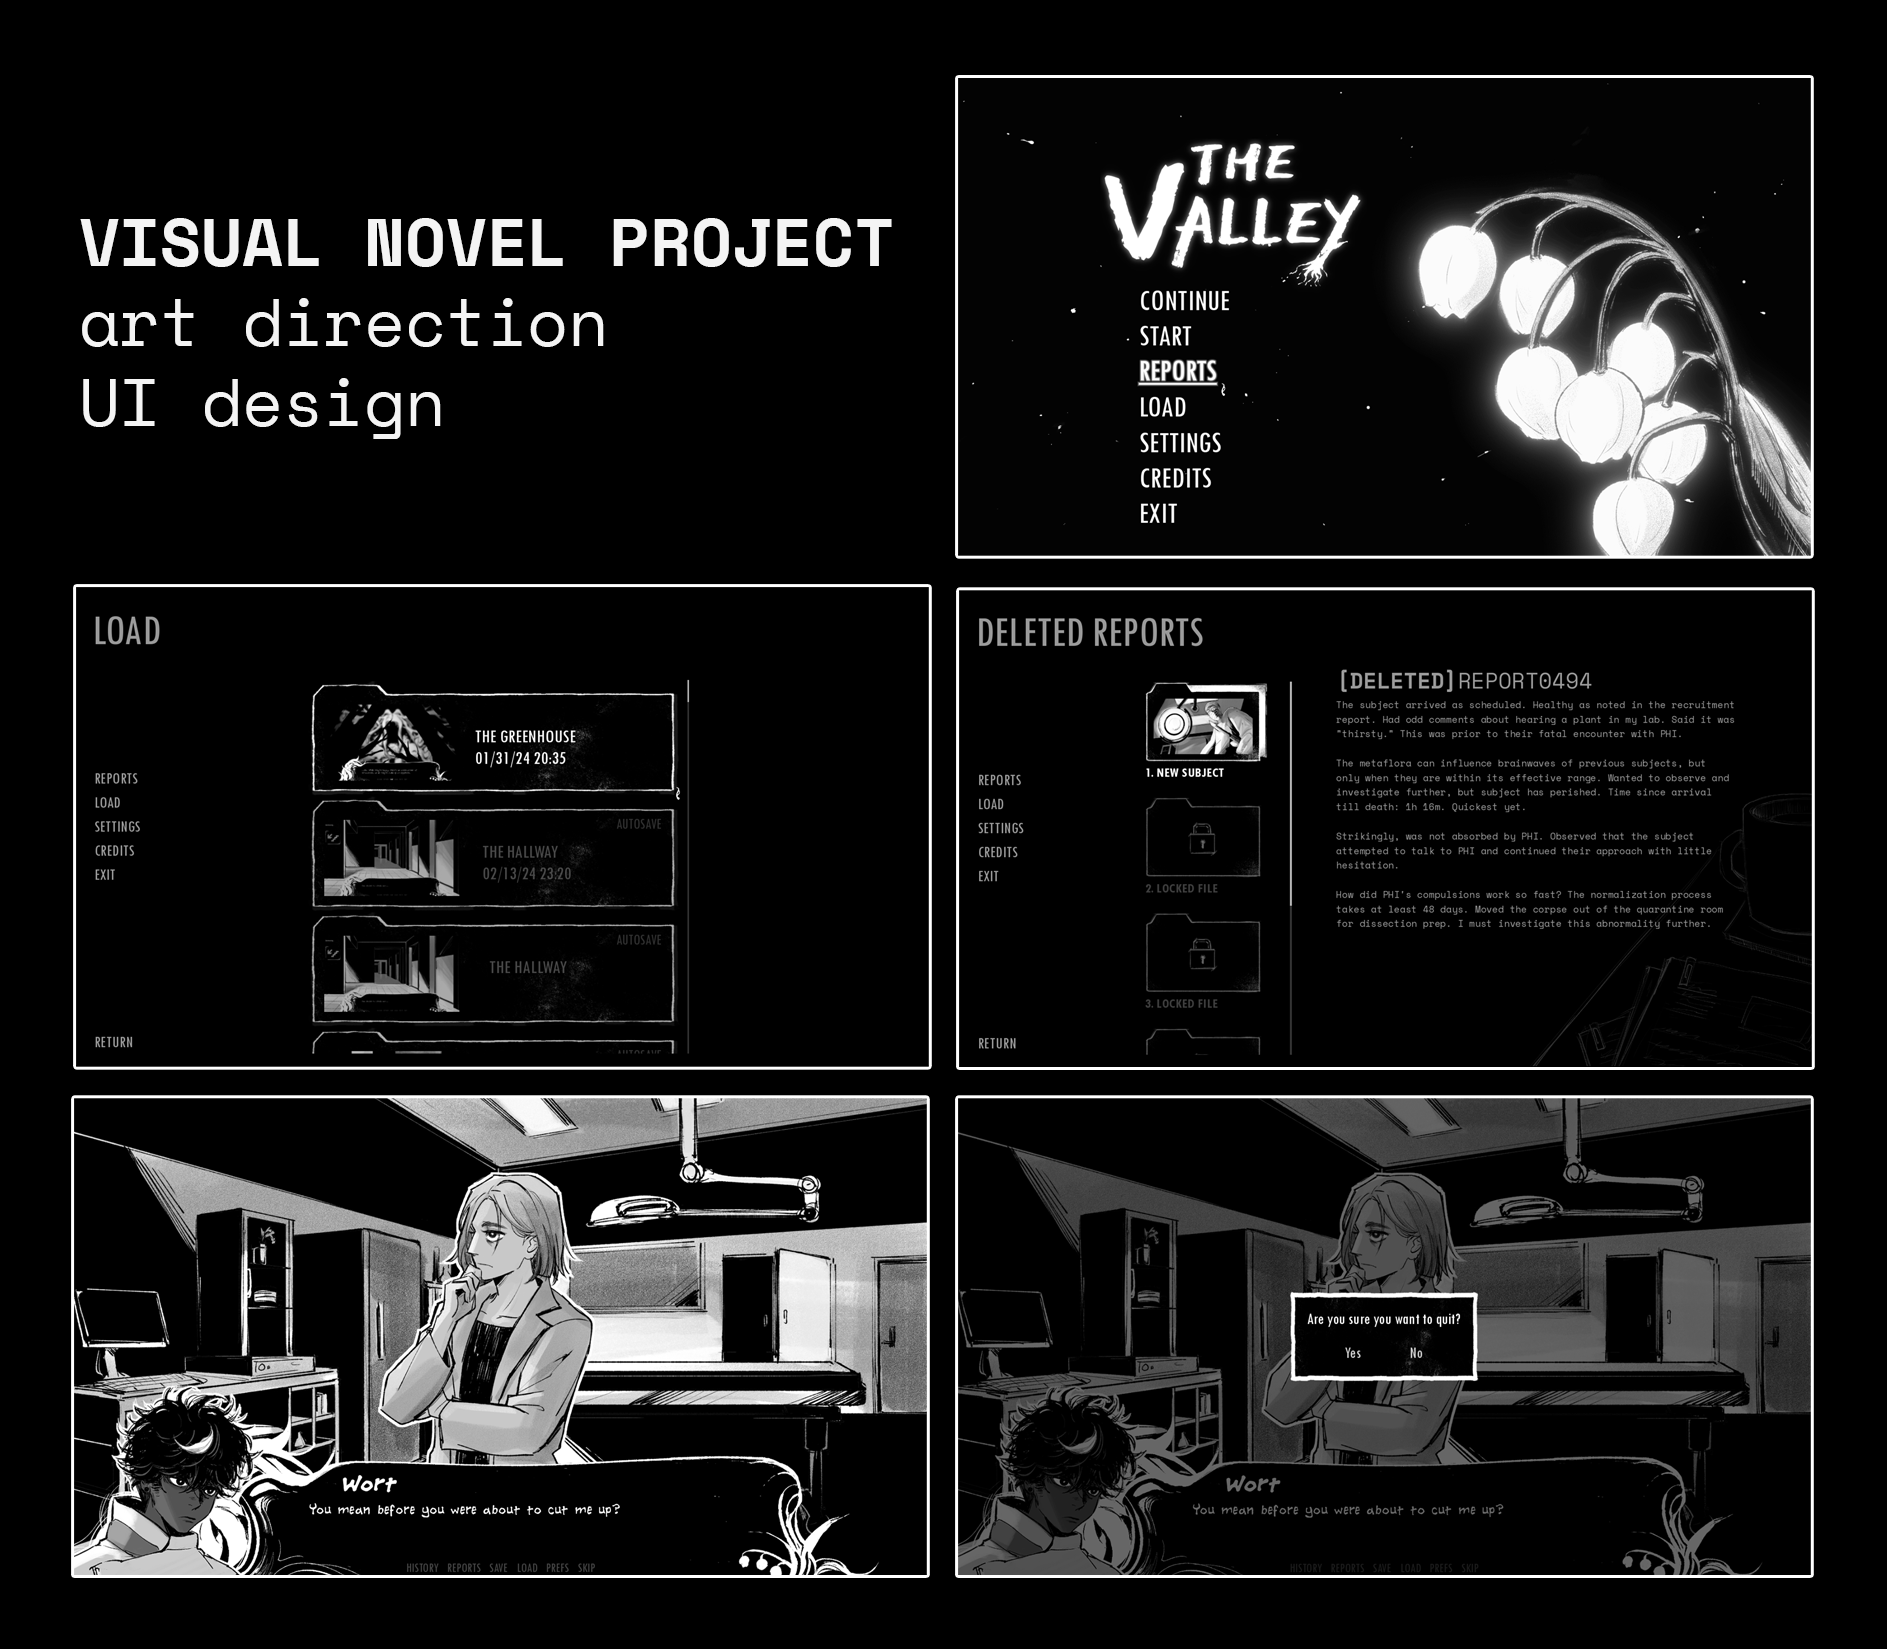 VISUAL NOVEL PROJECT
art direction
UI design
THE
VALLEY
CONTINUE
START
REPORTS
LOAD
SETTINGS
CREDITS
EXIT
LOAD
REPORTS
LOAD
SETTINGS
CREDITS
EXIT
RETURN
THE GREENHOUSE
01/31/24 20:35
AUTOSAVE
THE HALLWAY
02/13/24 23:20
AUTOSAVE
THE HALLWAY
AUTOSAVE
DELETED REPORTS
REPORTS
LOAD
SETTINGS
CREDITS
EXIT
RETURN
1. NEW SUBJECT
2. LOCKED FILE
3. LOCKED FILE
[DELETED] REPORT0494
The subject arrived as scheduled. Healthy as noted in the recruitment
report. Had odd comments about hearing a plant in my lab. Said it was
"thirsty." This was prior to their fatal encounter with PHI.
The metaflora can influence brainwaves of previous subjects, but
only when they are within its effective range. Wanted to observe and
investigate further, but subject has perished. Time since arrival
till death: 1h 16m. Quickest yet.
Strikingly, was not absorbed by PHI. Observed that the subject
attempted to talk to PHI and continued their approach with little
hesitation.
How did PHI's compulsions work so fast? The normalization process
takes at least 48 days. Moved the corpse out of the quarantine room
for dissection prep. I must investigate this abnormality further.
Wort
You mean before you were about to cut me up?
HISTORY REPORTS SAVE LOAD PREFS SKIP
Are you sure you want to quit?
Yes No
Wort
You mean before you were about to cut me up?
HISTORY REPORTS SAVE LOAD PREFS SKIP